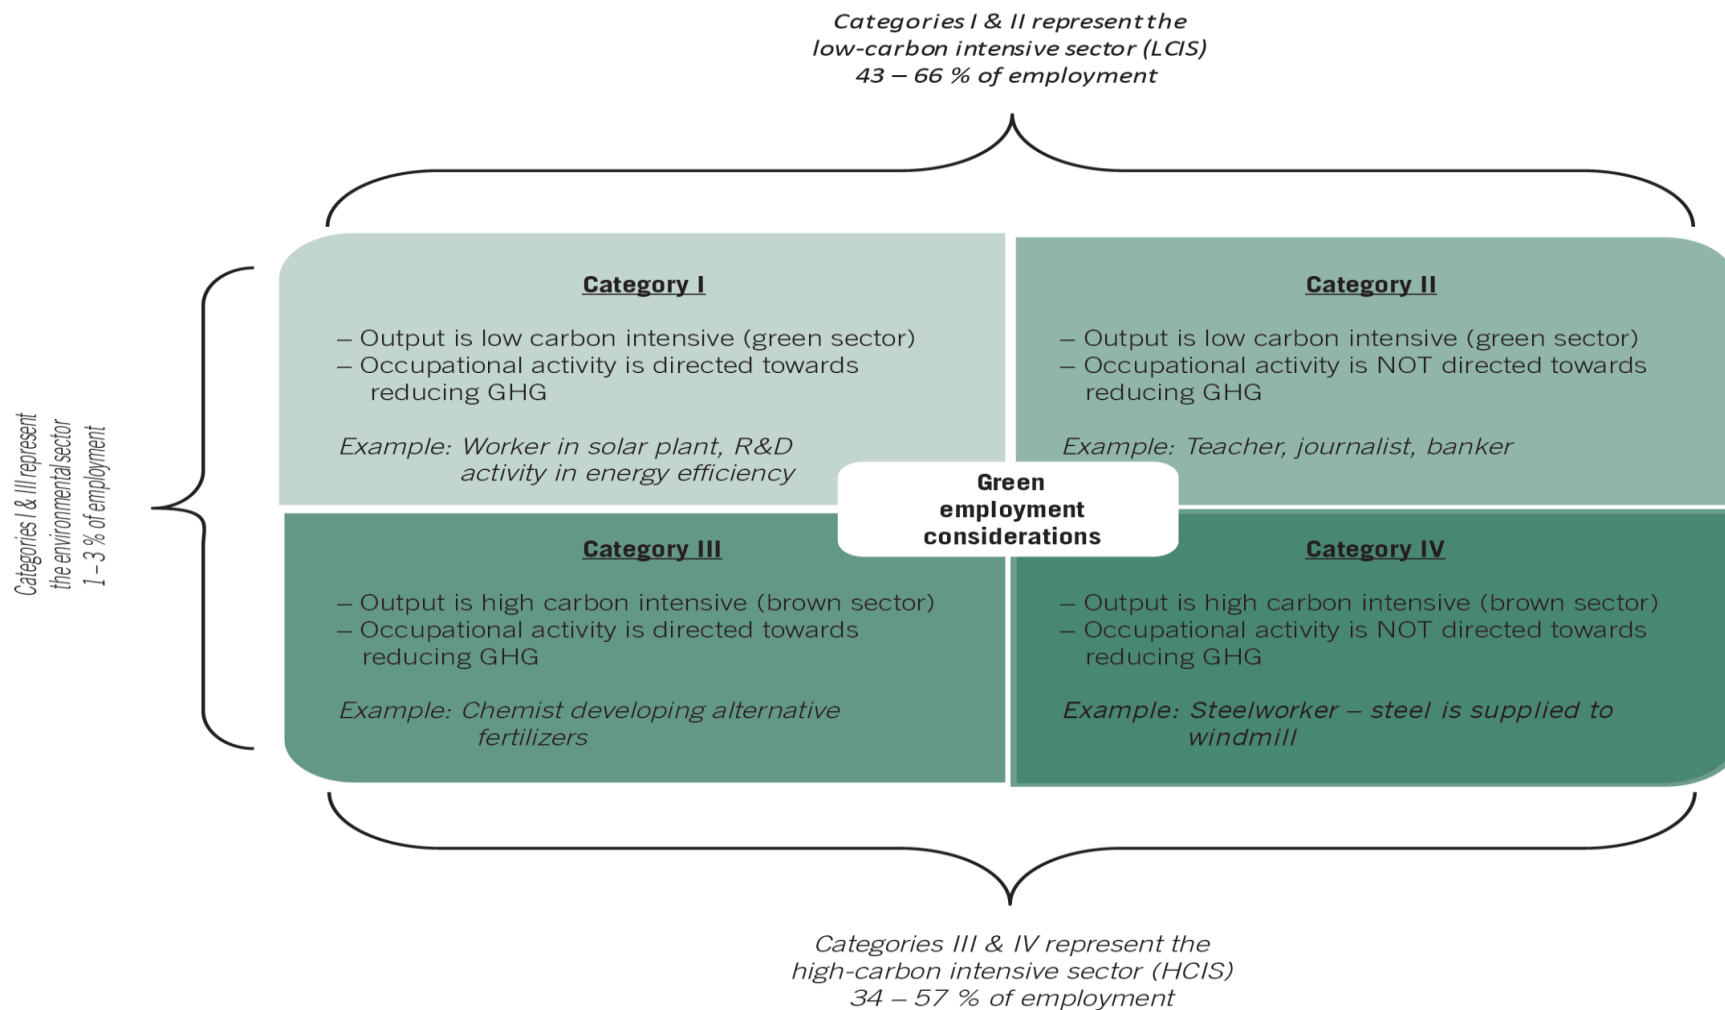 Categories I & II represent the
low-carbon intensive sector (LCIS)
43 – 66 % of employment
Categories I & III represent
the environmental sector
1 – 3 % of employment
Category I
– Output is low carbon intensive (green sector)
– Occupational activity is directed towards
reducing GHG
Example: Worker in solar plant, R&D
activity in energy efficiency
Category II
– Output is low carbon intensive (green sector)
– Occupational activity is NOT directed towards
reducing GHG
Example: Teacher, journalist, banker
Green
employment
considerations
Category III
– Output is high carbon intensive (brown sector)
– Occupational activity is directed towards
reducing GHG
Example: Chemist developing alternative
fertilizers
Category IV
– Output is high carbon intensive (brown sector)
– Occupational activity is NOT directed towards
reducing GHG
Example: Steelworker – steel is supplied to
windmill
Categories III & IV represent the
high-carbon intensive sector (HCIS)
34 – 57 % of employment